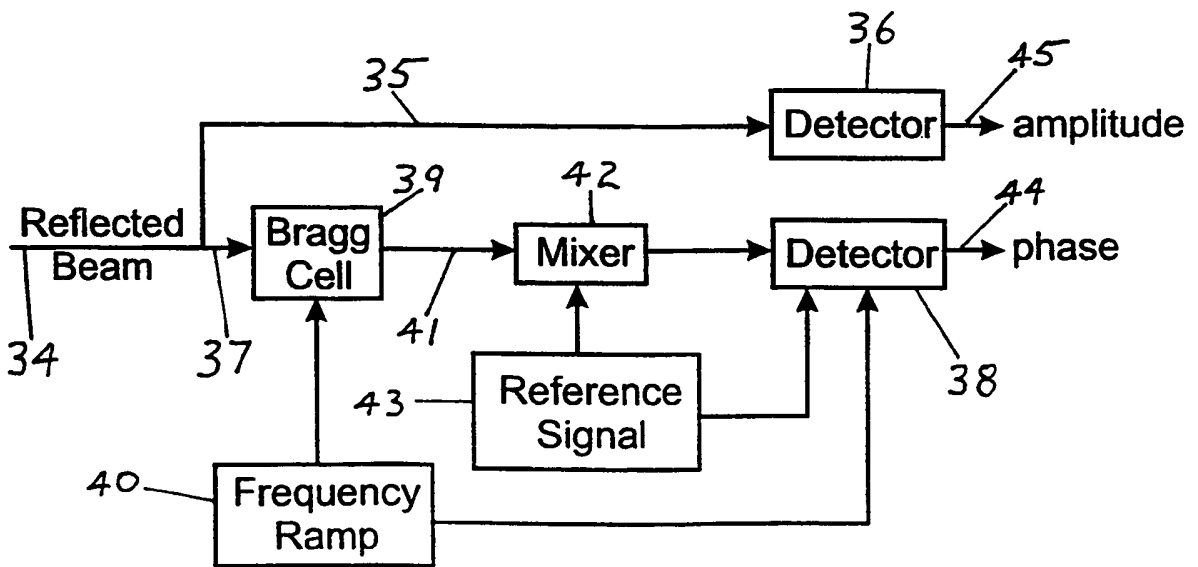 36
45
35
Detector
amplitude
39
42
44
Reflected
Beam
Bragg
Cell
Mixer
Detector
phase
34
37
41
38
43
Reference
Signal
40
Frequency
Ramp